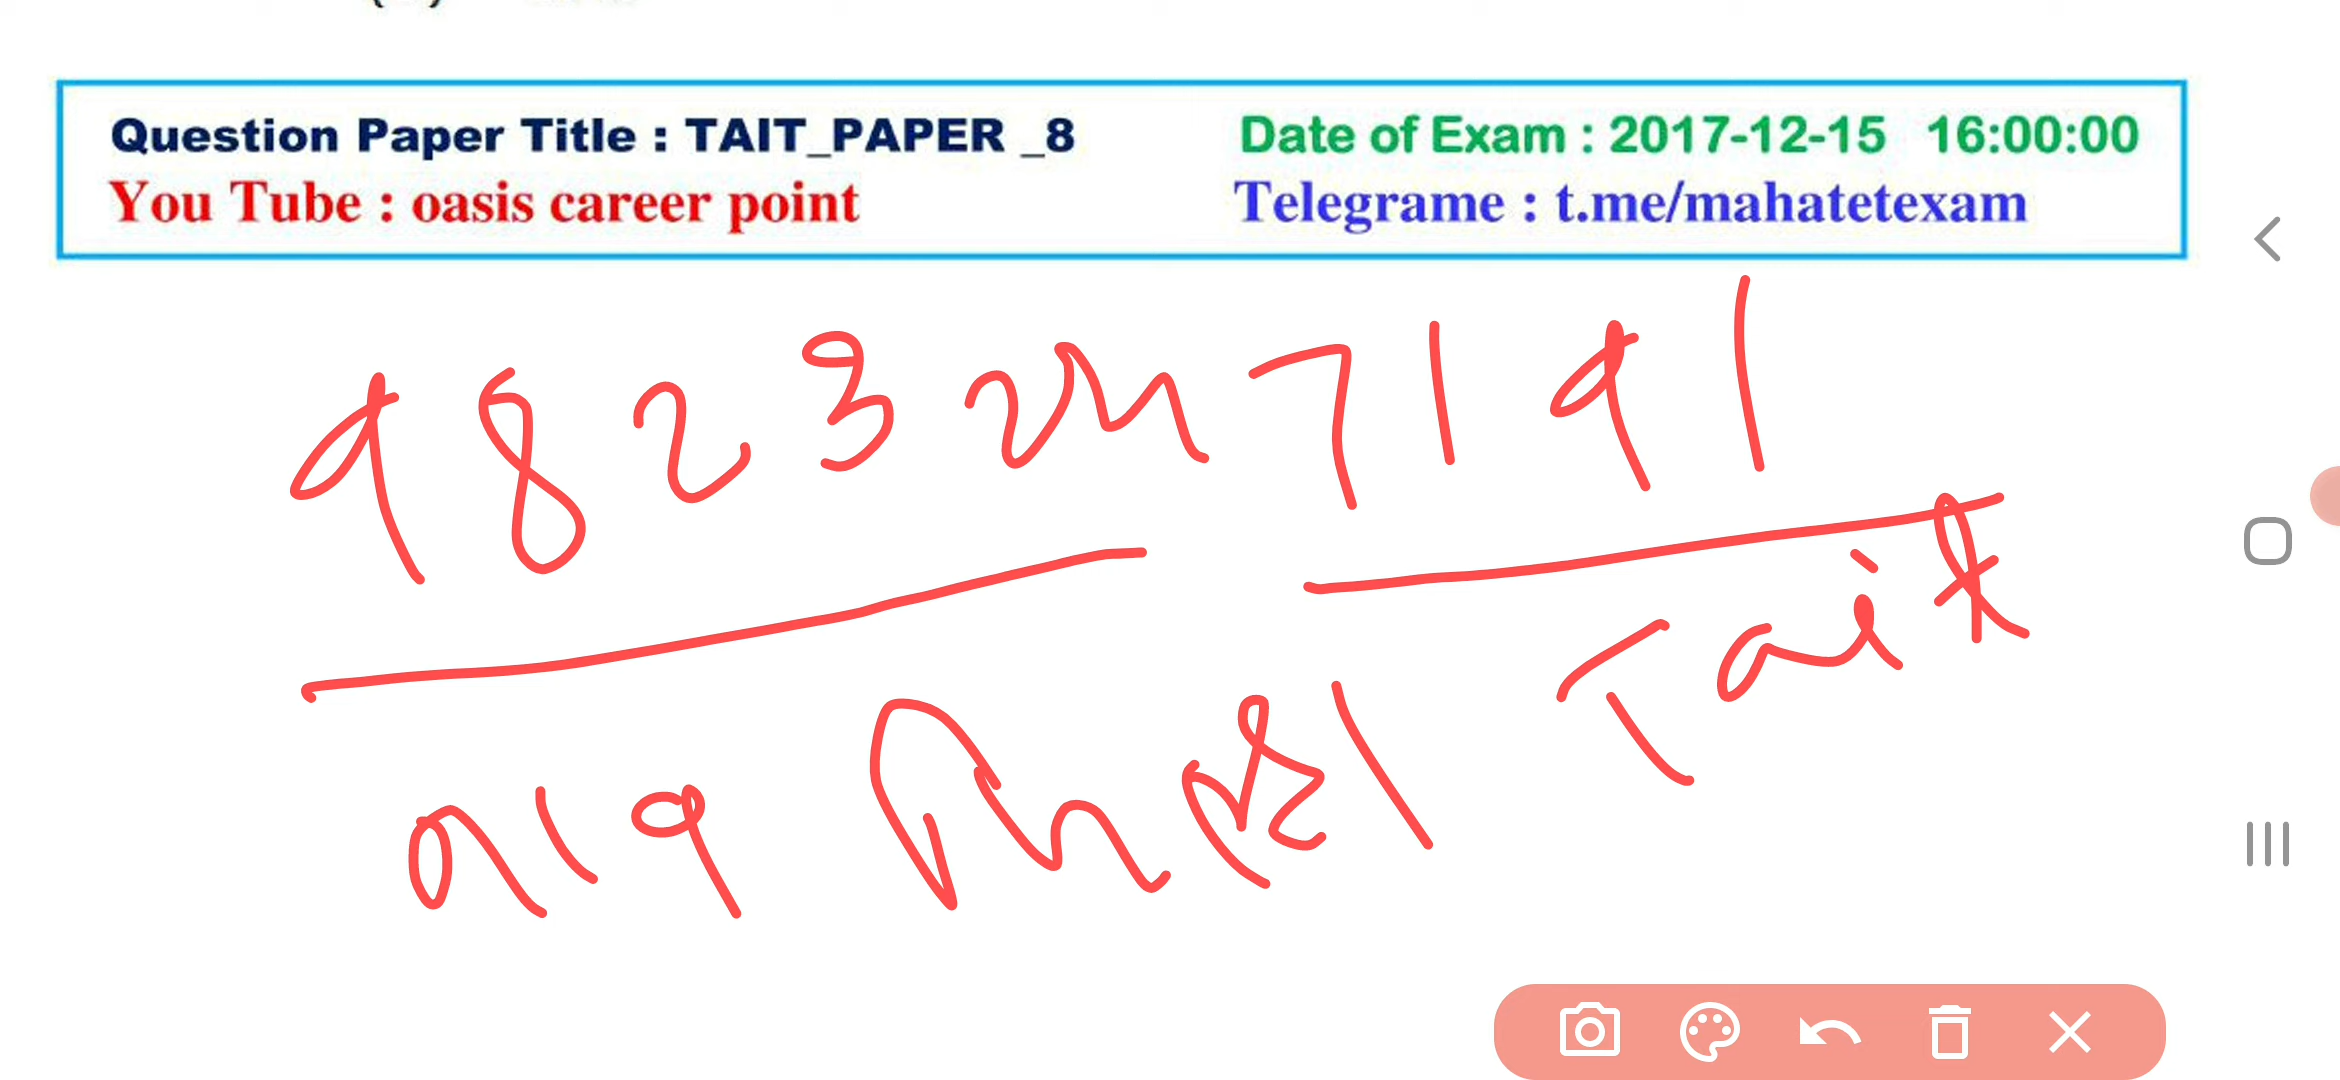 Question Paper Title : TAIT_PAPER _8 Date of Exam : 2017-12-15 16:00:00
You Tube : oasis career point Telegrame : t.me/mahatetexam
नाव जिल्हा Tait